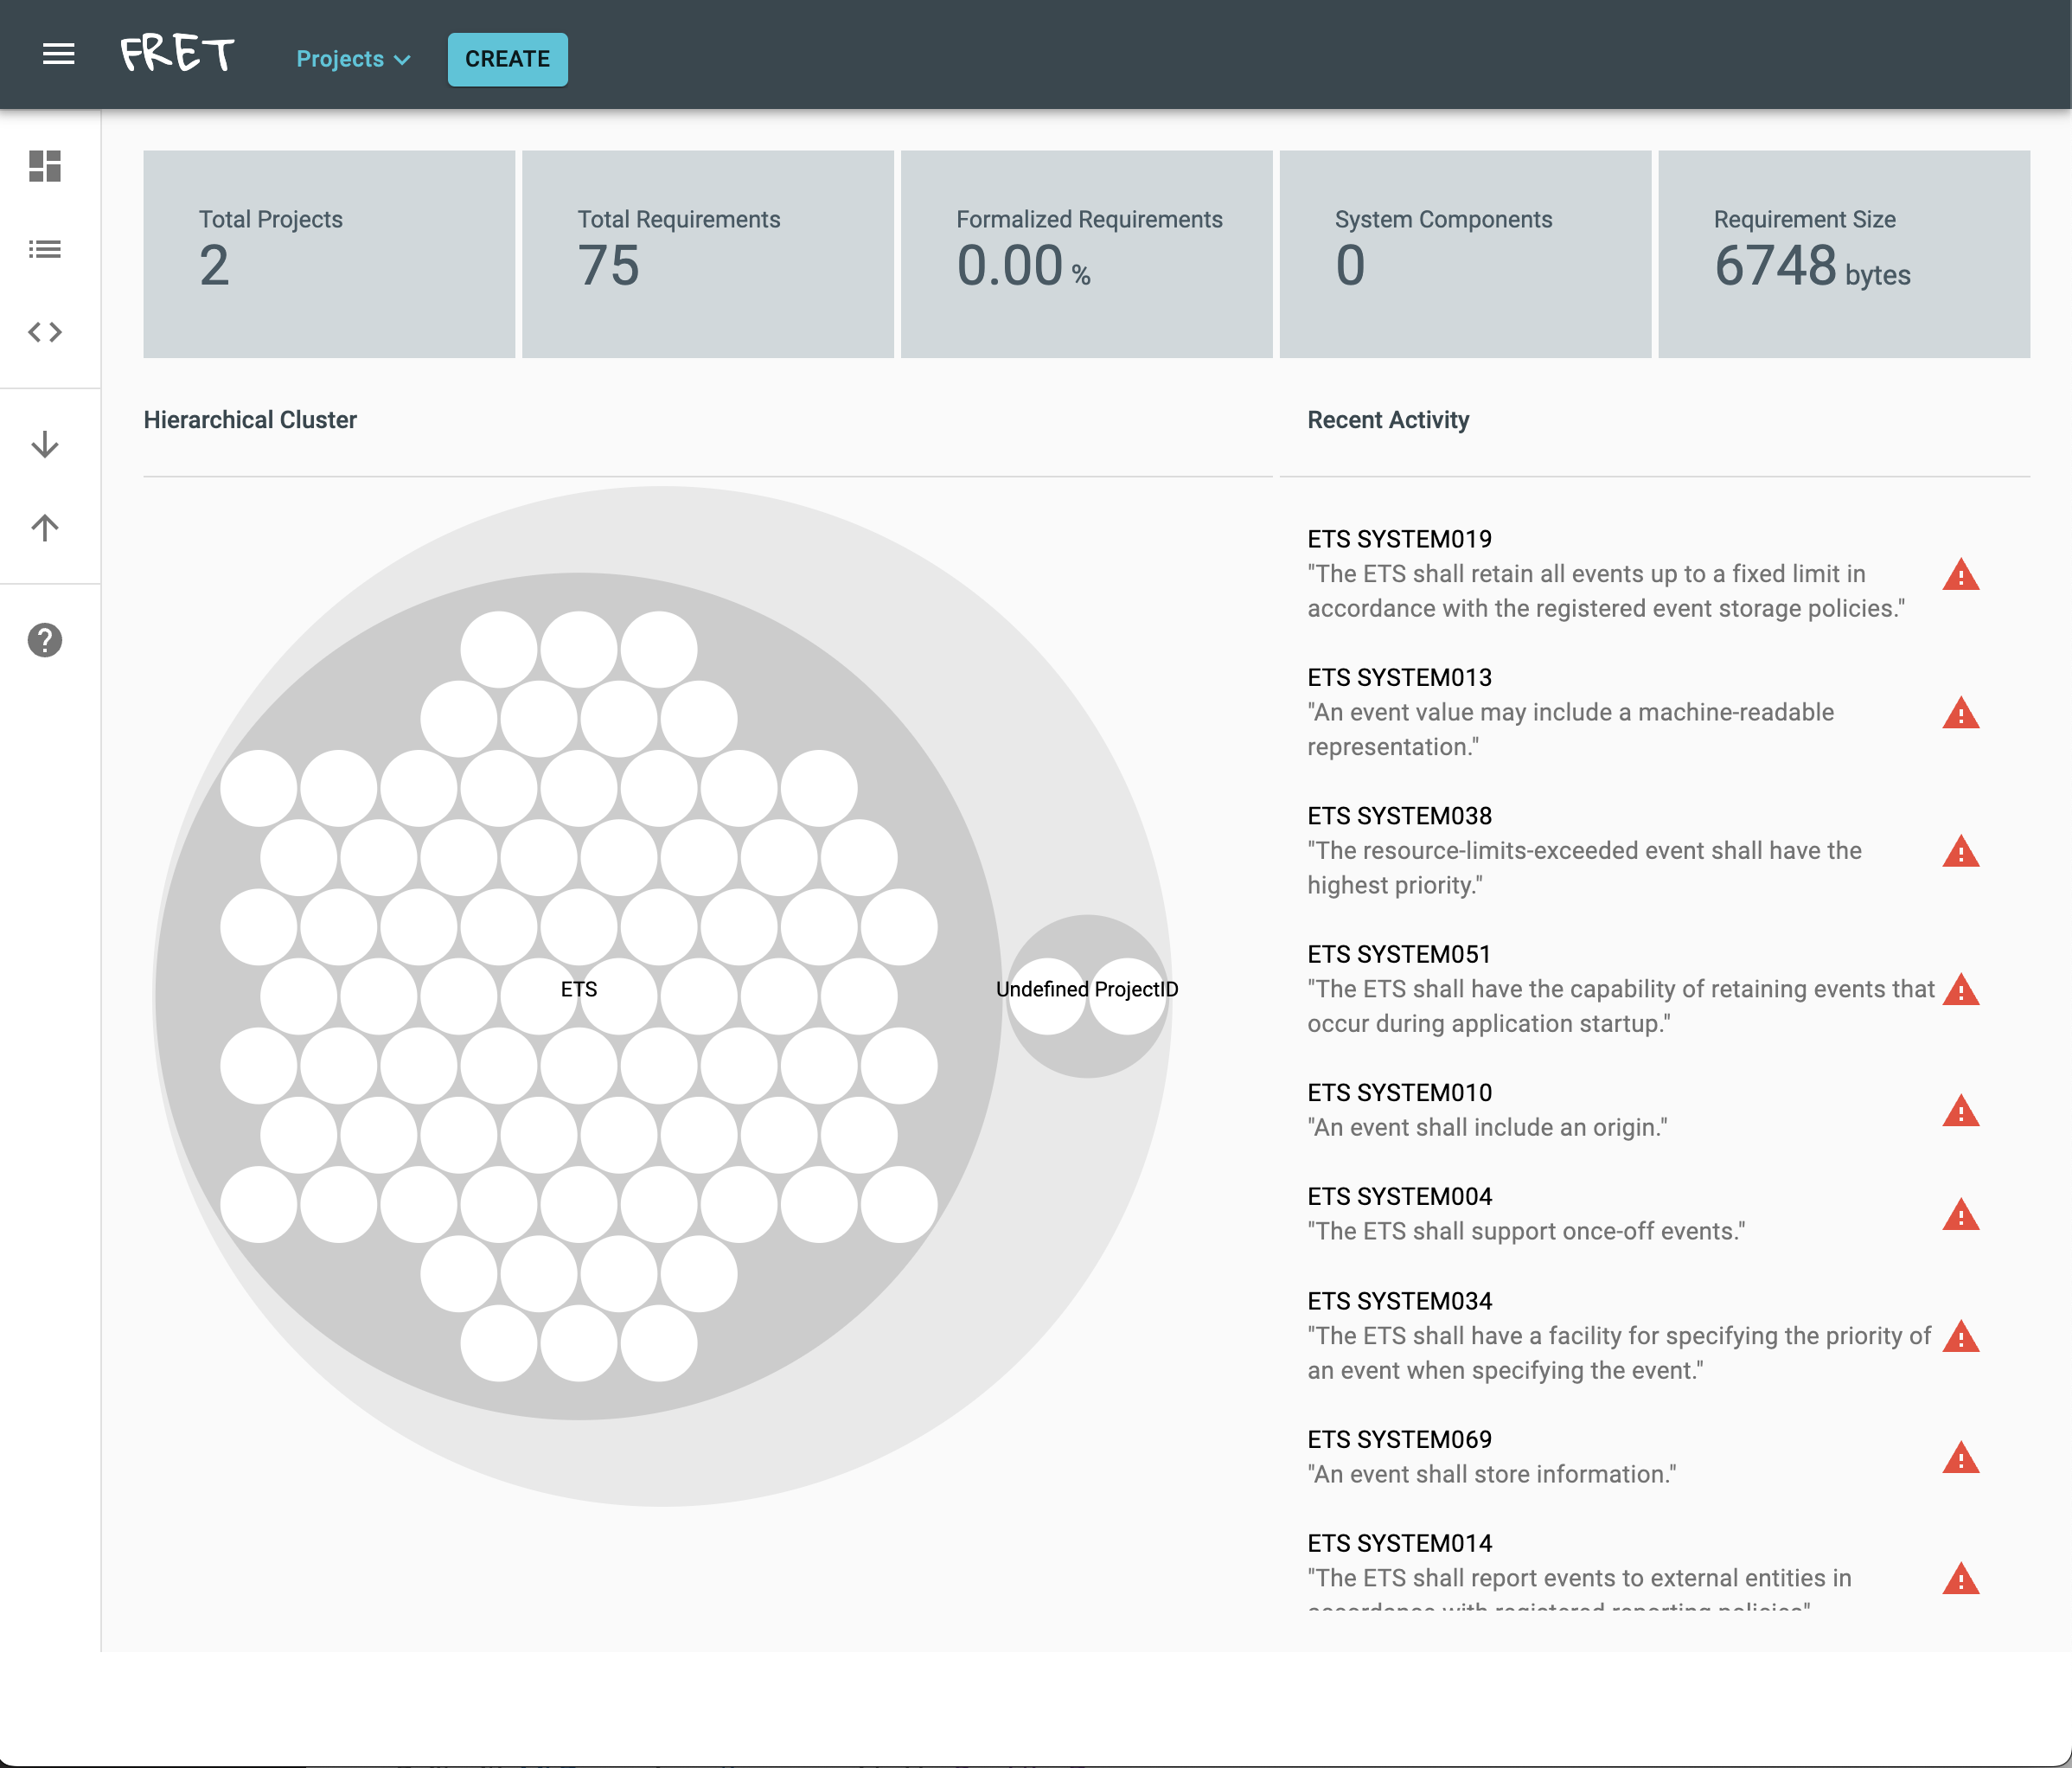 FRET
Projects
CREATE
Total Projects
2
Total Requirements
75
Formalized Requirements
0.00 %
System Components
0
Requirement Size
6748 bytes
Hierarchical Cluster
ETS
Undefined ProjectID
Recent Activity
ETS SYSTEM019
"The ETS shall retain all events up to a fixed limit in
accordance with the registered event storage policies."
ETS SYSTEM013
"An event value may include a machine-readable
representation."
ETS SYSTEM038
"The resource-limits-exceeded event shall have the
highest priority."
ETS SYSTEM051
"The ETS shall have the capability of retaining events that
occur during application startup."
ETS SYSTEM010
"An event shall include an origin."
ETS SYSTEM004
"The ETS shall support once-off events."
ETS SYSTEM034
"The ETS shall have a facility for specifying the priority of
an event when specifying the event."
ETS SYSTEM069
"An event shall store information."
ETS SYSTEM014
"The ETS shall report events to external entities in
accordance with registered reporting policies"